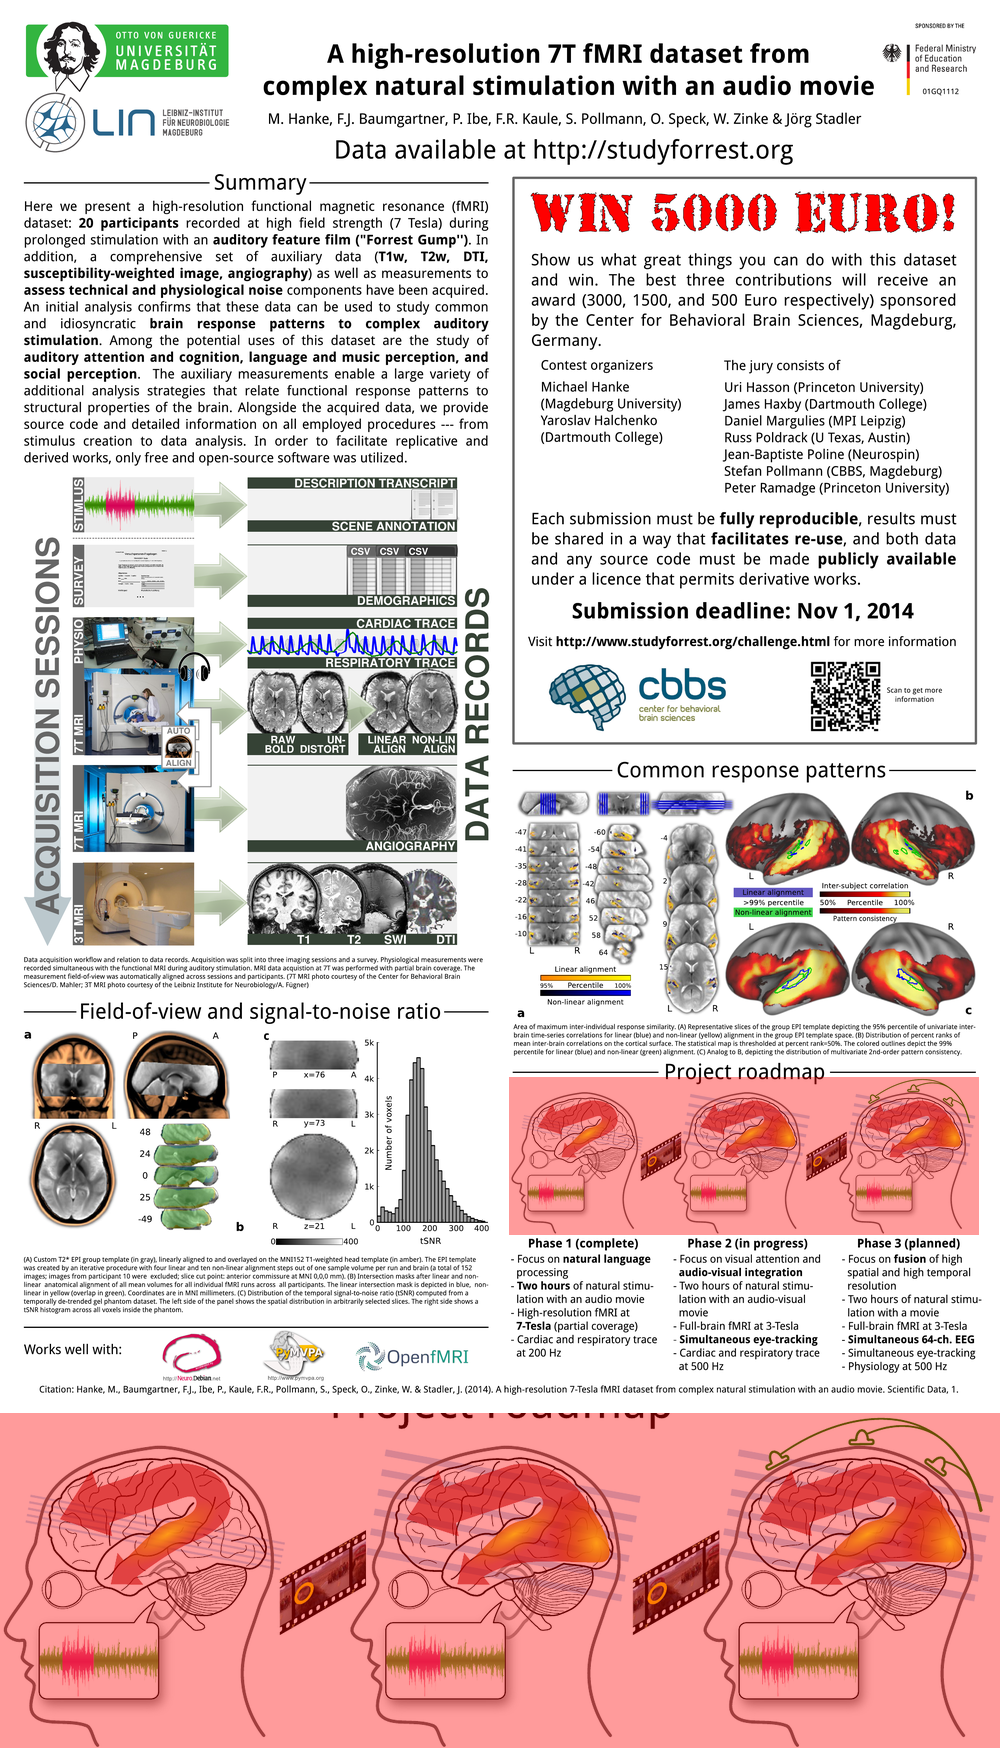 OTTO VON GUERICKE
UNIVERSITÄT
MAGDEBURG
LIN
LEIBNIZ-INSTITUT
FÜR NEUROBIOLOGIE
MAGDEBURG
A high-resolution 7T fMRI dataset from
complex natural stimulation with an audio movie
M. Hanke, F.J. Baumgartner, P. Ibe, F.R. Kaule, S. Pollmann, O. Speck, W. Zinke & Jörg Stadler
Data available at http://studyforrest.org
SPONSORED BY THE
Federal Ministry
of Education
and Research
01GQ1112
Summary
Here we present a high-resolution functional magnetic resonance (fMRI)
dataset: 20 participants recorded at high field strength (7 Tesla) during
prolonged stimulation with an auditory feature film ("Forrest Gump''). In
addition, a comprehensive set of auxiliary data (T1w, T2w, DTI,
susceptibility-weighted image, angiography) as well as measurements to
assess technical and physiological noise components have been acquired.
An initial analysis confirms that these data can be used to study common
and idiosyncratic brain response patterns to complex auditory
stimulation. Among the potential uses of this dataset are the study of
auditory attention and cognition, language and music perception, and
social perception. The auxiliary measurements enable a large variety of
additional analysis strategies that relate functional response patterns to
structural properties of the brain. Alongside the acquired data, we provide
source code and detailed information on all employed procedures --- from
stimulus creation to data analysis. In order to facilitate replicative and
derived works, only free and open-source software was utilized.
ACQUISITION SESSIONS
STIMLUS
SURVEY
PHYSIO
7T MRI
7T MRI
3T MRI
AUTO
ALIGN
DESCRIPTION TRANSCRIPT
SCENE ANNOTATION
CSV CSV CSV
DEMOGRAPHICS
CARDIAC TRACE
RESPIRATORY TRACE
RAW BOLD
UN-DISTORT
LINEAR ALIGN
NON-LIN ALIGN
ANGIOGRAPHY
T1 T2 SWI DTI
DATA RECORDS
Data acquisition workflow and relation to data records. Acquisition was split into three imaging sessions and a survey. Physiological measurements were
recorded simultaneous with the functional MRI during auditory stimulation. MRI data acquistion at 7T was performed with partial brain coverage. The
measurement field-of-view was automatically aligned across sessions and participants. (7T MRI photo courtesy of the Center for Behavioral Brain
Sciences/D. Mahler; 3T MRI photo courtesy of the Leibniz Institute for Neurobiology/A. Fügner)
Field-of-view and signal-to-noise ratio
a
P A
R L
48
24
0
25
-49
b
c
P x=76 A
R y=73 L
R z=21 L
0 400
Number of voxels
5k
4k
3k
2k
1k
0
0 100 200 300 400
tSNR
(A) Custom T2* EPI group template (in gray), linearly aligned to and overlayed on the MNI152 T1-weighted head template (in amber). The EPI template
was created by an iterative procedure with four linear and ten non-linear alignment steps out of one sample volume per run and brain (a total of 152
images; images from participant 10 were excluded; slice cut point: anterior commissure at MNI 0,0,0 mm). (B) Intersection masks after linear and non-
linear anatomical alignment of all mean volumes for all individual fMRI runs across all participants. The linear intersection mask is depicted in blue, non-
linear in yellow (overlap in green). Coordinates are in MNI millimeters. (C) Distribution of the temporal signal-to-noise ratio (tSNR) computed from a
temporally de-trended gel phantom dataset. The left side of the panel shows the spatial distribution in arbitrarily selected slices. The right side shows a
tSNR histogram across all voxels inside the phantom.
Works well with:
http://Neuro.Debian.net
PyMVPA
http://www.pymvpa.org
OpenfMRI
WIN 5000 EURO!
Show us what great things you can do with this dataset
and win. The best three contributions will receive an
award (3000, 1500, and 500 Euro respectively) sponsored
by the Center for Behavioral Brain Sciences, Magdeburg,
Germany.
Contest organizers
Michael Hanke
(Magdeburg University)
Yaroslav Halchenko
(Dartmouth College)
The jury consists of
Uri Hasson (Princeton University)
James Haxby (Dartmouth College)
Daniel Margulies (MPI Leipzig)
Russ Poldrack (U Texas, Austin)
Jean-Baptiste Poline (Neurospin)
Stefan Pollmann (CBBS, Magdeburg)
Peter Ramadge (Princeton University)
Each submission must be fully reproducible, results must
be shared in a way that facilitates re-use, and both data
and any source code must be made publicly available
under a licence that permits derivative works.
Submission deadline: Nov 1, 2014
Visit http://www.studyforrest.org/challenge.html for more information
cbbs
center for behavioral
brain sciences
Scan to get more
information
Common response patterns
-47
-41
-35
-28
-22
-16
-10
L R
-60
-54
-48
-42
46
52
58
64
-4
2
9
15
L R
Linear alignment
95% Percentile 100%
Non-linear alignment
a
b
L R
Linear alignment
>99% percentile
Non-linear alignment
Inter-subject correlation
50% Percentile 100%
Pattern consistency
L R
c
Area of maximum inter-individual response similarity. (A) Representative slices of the group EPI template depicting the 95% percentile of univariate inter-
brain time-series correlations for linear (blue) and non-linear (yellow) alignment in the group EPI template space. (B) Distribution of percent ranks of
mean inter-brain correlations on the cortical surface. The statistical map is thresholded at percent rank=50%. The colored outlines depict the 99%
percentile for linear (blue) and non-linear (green) alignment. (C) Analog to B, depicting the distribution of multivariate 2nd-order pattern consistency.
Project roadmap
Phase 1 (complete)
- Focus on natural language
processing
- Two hours of natural stimu-
lation with an audio movie
- High-resolution fMRI at
7-Tesla (partial coverage)
- Cardiac and respiratory trace
at 200 Hz
Phase 2 (in progress)
- Focus on visual attention and
audio-visual integration
- Two hours of natural stimu-
lation with an audio-visual
movie
- Full-brain fMRI at 3-Tesla
- Simultaneous eye-tracking
- Cardiac and respiratory trace
at 500 Hz
Phase 3 (planned)
- Focus on fusion of high
spatial and high temporal
resolution
- Two hours of natural stimu-
lation with a movie
- Full-brain fMRI at 3-Tesla
- Simultaneous 64-ch. EEG
- Simultaneous eye-tracking
- Physiology at 500 Hz
Citation: Hanke, M., Baumgartner, F.J., Ibe, P., Kaule, F.R., Pollmann, S., Speck, O., Zinke, W. & Stadler, J. (2014). A high-resolution 7-Tesla fMRI dataset from complex natural stimulation with an audio movie. Scientific Data, 1.
Project roadmap